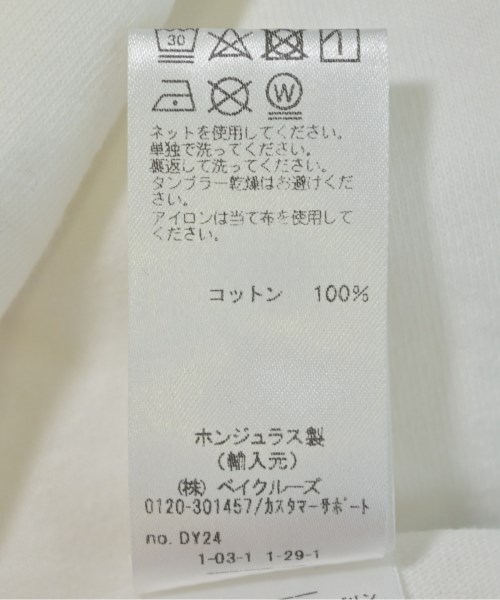 30
W
ネットを使用してください。
単独で洗ってください。
裏返して洗ってください。
タンブラー乾燥はお避けくだ
さい。
アイロンは当て布を使用して
ください。
コットン 100%
ホンジュラス製
(輸入元)
(株) ベイクルーズ
0120-301457/カスタマーサポート
no. DY24
1-03-1 1-29-1